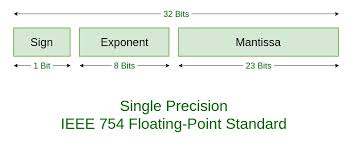 32 Bits
Sign Exponent Mantissa
1 Bit 8 Bits 23 Bits
Single Precision
IEEE 754 Floating-Point Standard